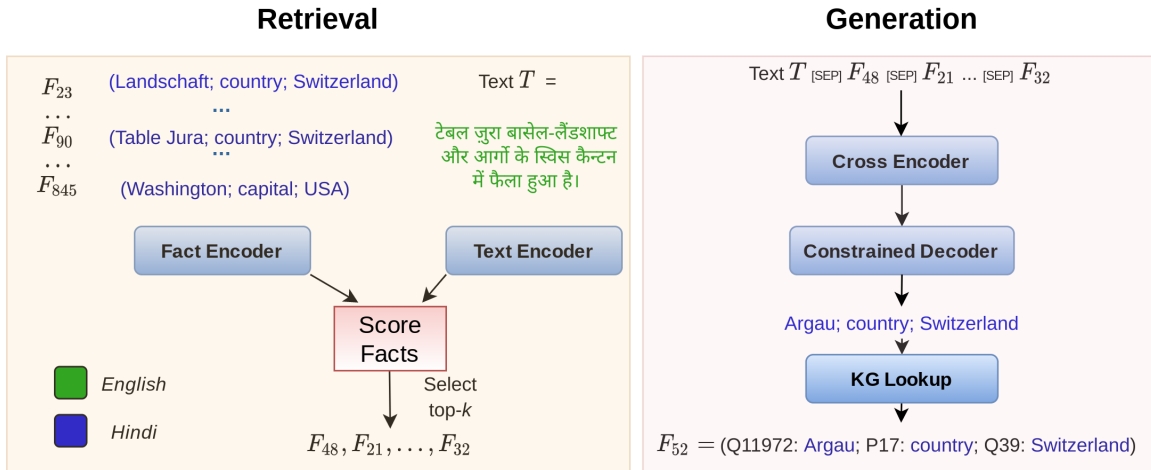 Retrieval
F23 (Landschaft; country; Switzerland)
... ...
F90 (Table Jura; country; Switzerland)
... ...
F845 (Washington; capital; USA)
Text T =
टेबल जुरा बासेल-लैंडशाफ्ट
और आर्गो के स्विस कैन्टन
में फैला हुआ है।
Fact Encoder
Text Encoder
Score
Facts
Select
top-k
F48, F21, ..., F32
English
Hindi
Generation
Text T [SEP] F48 [SEP] F21 ... [SEP] F32
Cross Encoder
Constrained Decoder
Argau; country; Switzerland
KG Lookup
F52 = (Q11972: Argau; P17: country; Q39: Switzerland)